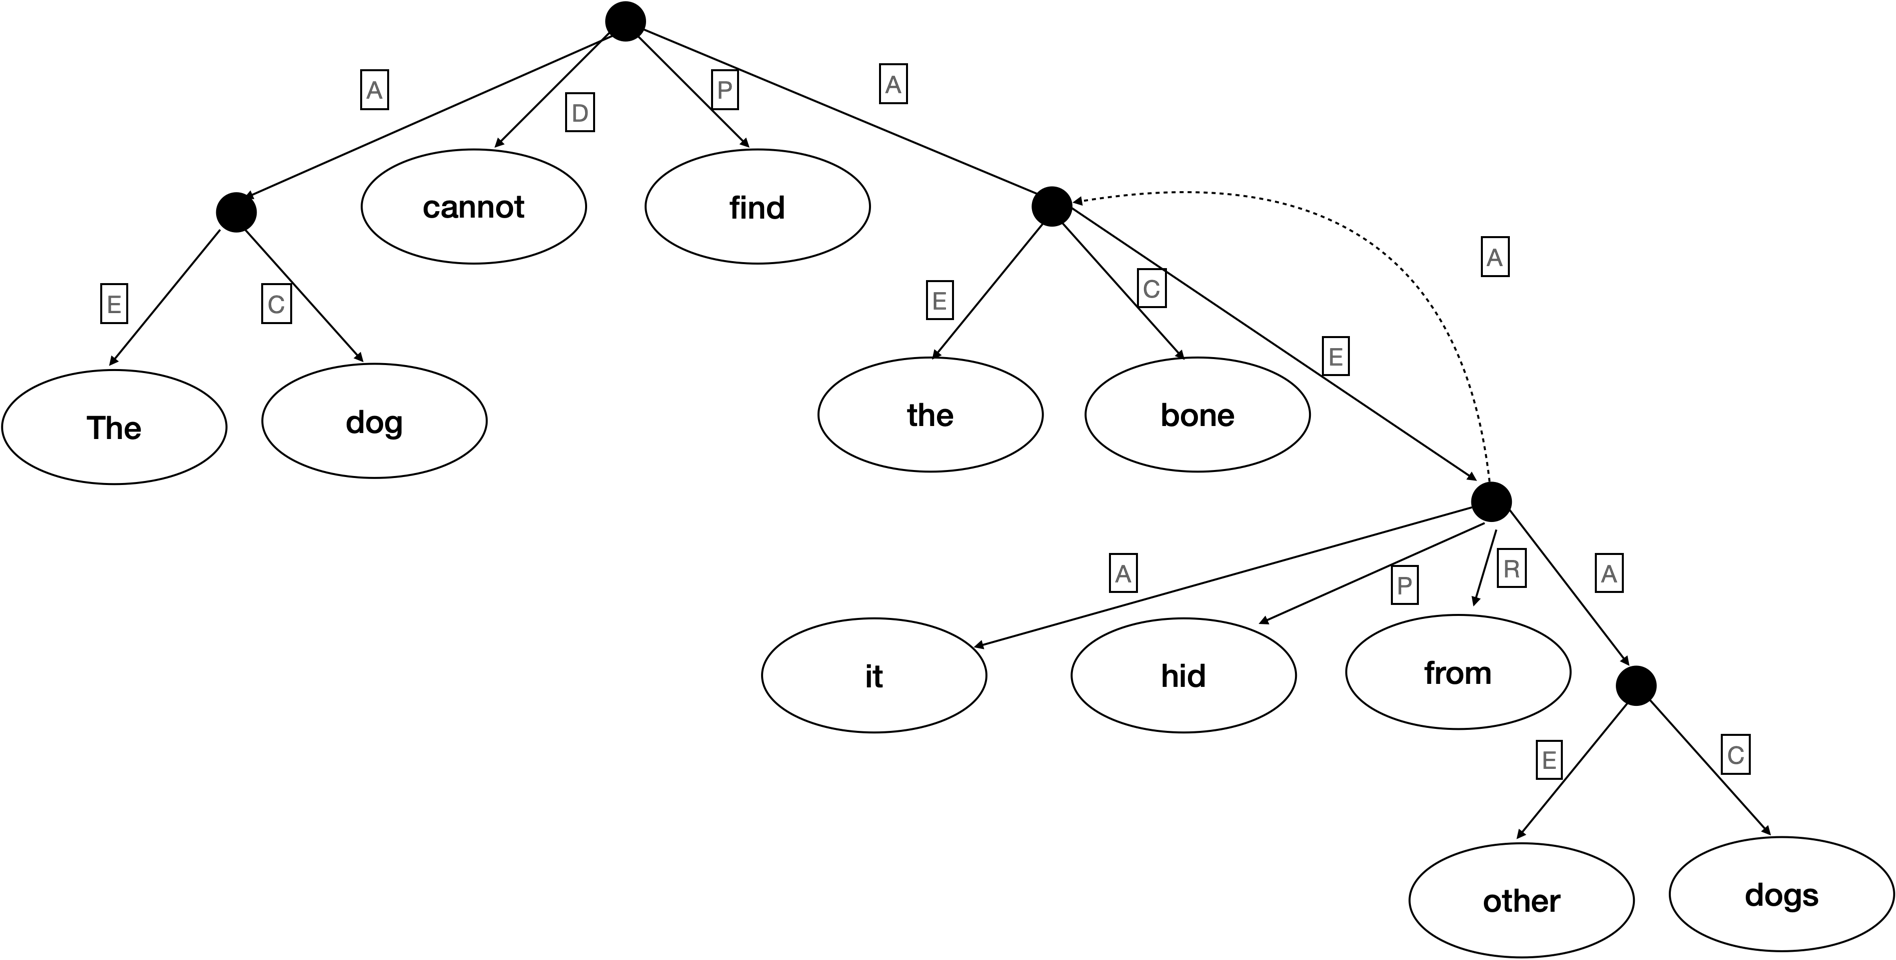 A
D
P
A
cannot
find
E
C
E
C
A
E
The
dog
the
bone
A
P
R
A
it
hid
from
E
C
other
dogs